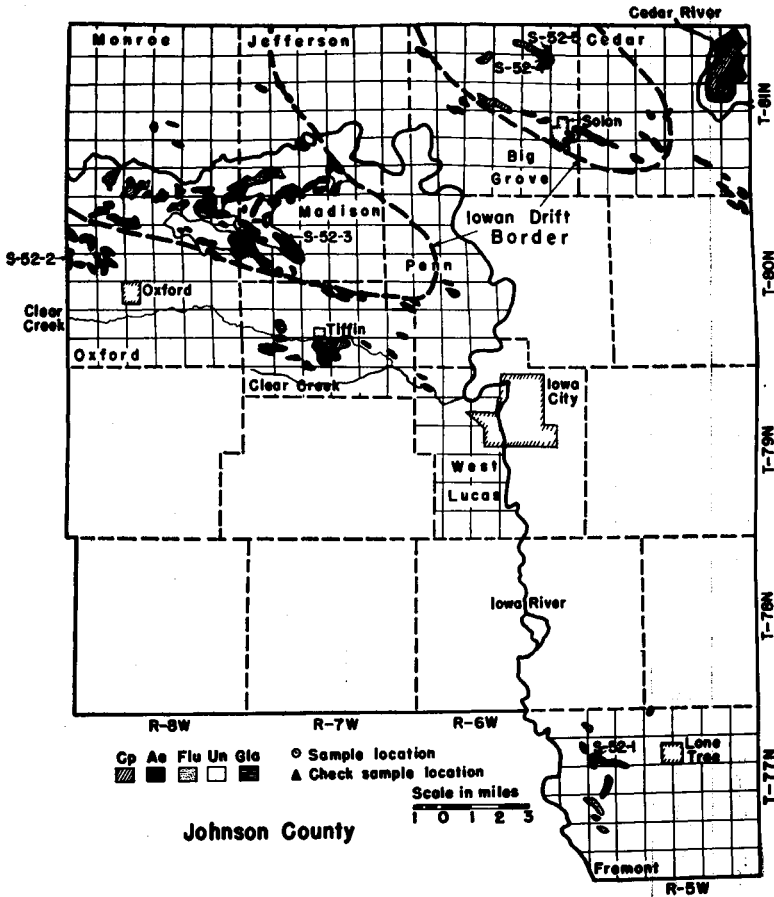 Cedar River
Monroe
Jefferson
S-52-5
Cedar
S-52-4
T-81N
Solon
Big
Grove
Madison
Iowan Drift
Border
S-52-3
S-52-2
Penn
T-80N
Oxford
Clear
Creek
Tiffin
Oxford
Clear Creek
Iowa
City
T-79N
West
Lucas
Iowa River
T-78N
R-8W
R-7W
R-6W
S-52-1
Lone
Tree
T-77N
Cp Ae Flu Un Gla
Sample location
Check sample location
Scale in miles
1 0 1 2 3
Johnson County
Fremont
R-5W